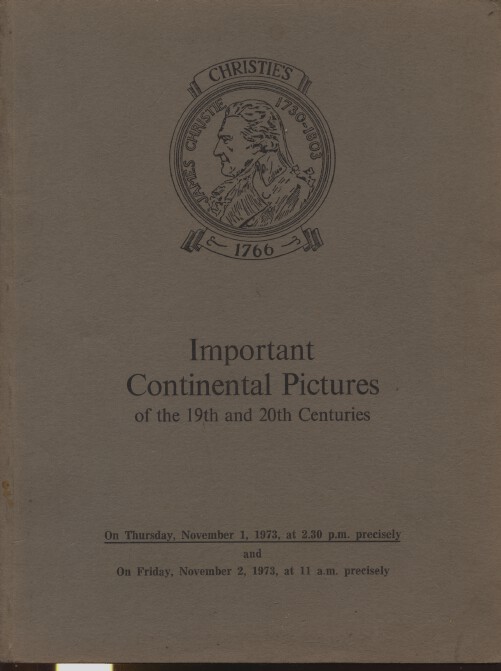 CHRISTIE'S
JAMES CHRISTIE 1730-1803
1766
Important
Continental Pictures
of the 19th and 20th Centuries
On Thursday, November 1, 1973, at 2.30 p.m. precisely
and
On Friday, November 2, 1973, at 11 a.m. precisely